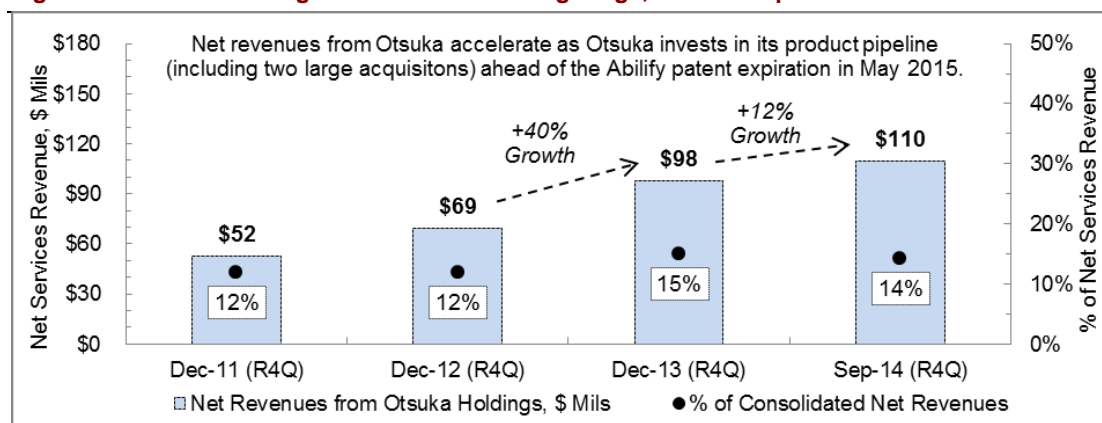 Net revenues from Otsuka accelerate as Otsuka invests in its product pipeline
(including two large acquisitons) ahead of the Abilify patent expiration in May 2015.
Net Services Revenue, $ Mils
$180
$150
$120
$90
$60
$30
$0
+40%
Growth
+12%
Growth
$52
$69
$98
$110
12%
12%
15%
14%
50%
40%
30%
20%
10%
0%
% of Net Services Revenue
Dec-11 (R4Q)
Dec-12 (R4Q)
Dec-13 (R4Q)
Sep-14 (R4Q)
Net Revenues from Otsuka Holdings, $ Mils
% of Consolidated Net Revenues